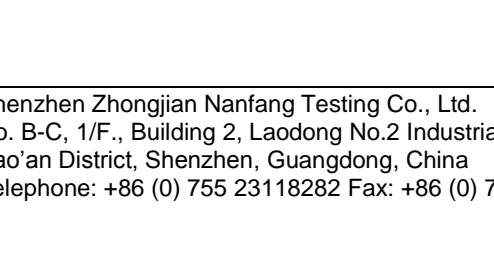 henzhen Zhongjian Nanfang Testing Co., Ltd.
o. B-C, 1/F., Building 2, Laodong No.2 Industria
ao’an District, Shenzhen, Guangdong, China
elephone: +86 (0) 755 23118282 Fax: +86 (0) 7